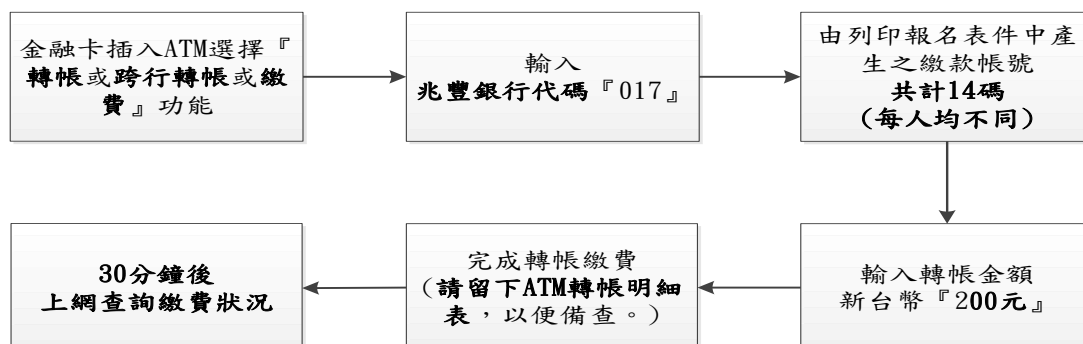 金融卡插入ATM選擇『
轉帳或跨行轉帳或繳
費』功能
輸入
兆豐銀行代碼『017』
由列印報名表件中產
生之繳款帳號
共計14碼
(每人均不同)
輸入轉帳金額
新台幣『200元』
完成轉帳繳費
(請留下ATM轉帳明細
表，以便備查。)
30分鐘後
上網查詢繳費狀況